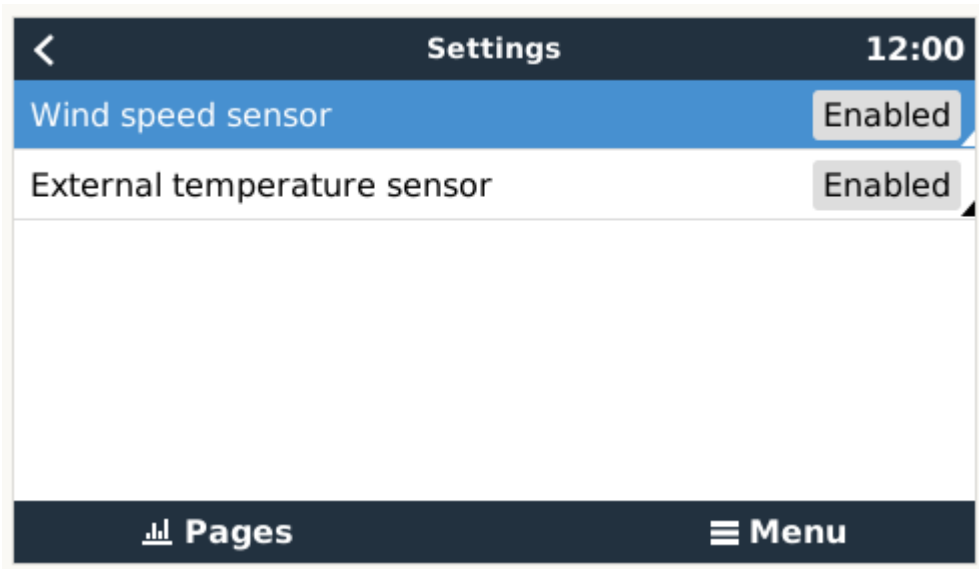 Settings 12:00
Wind speed sensor Enabled
External temperature sensor Enabled
Pages Menu